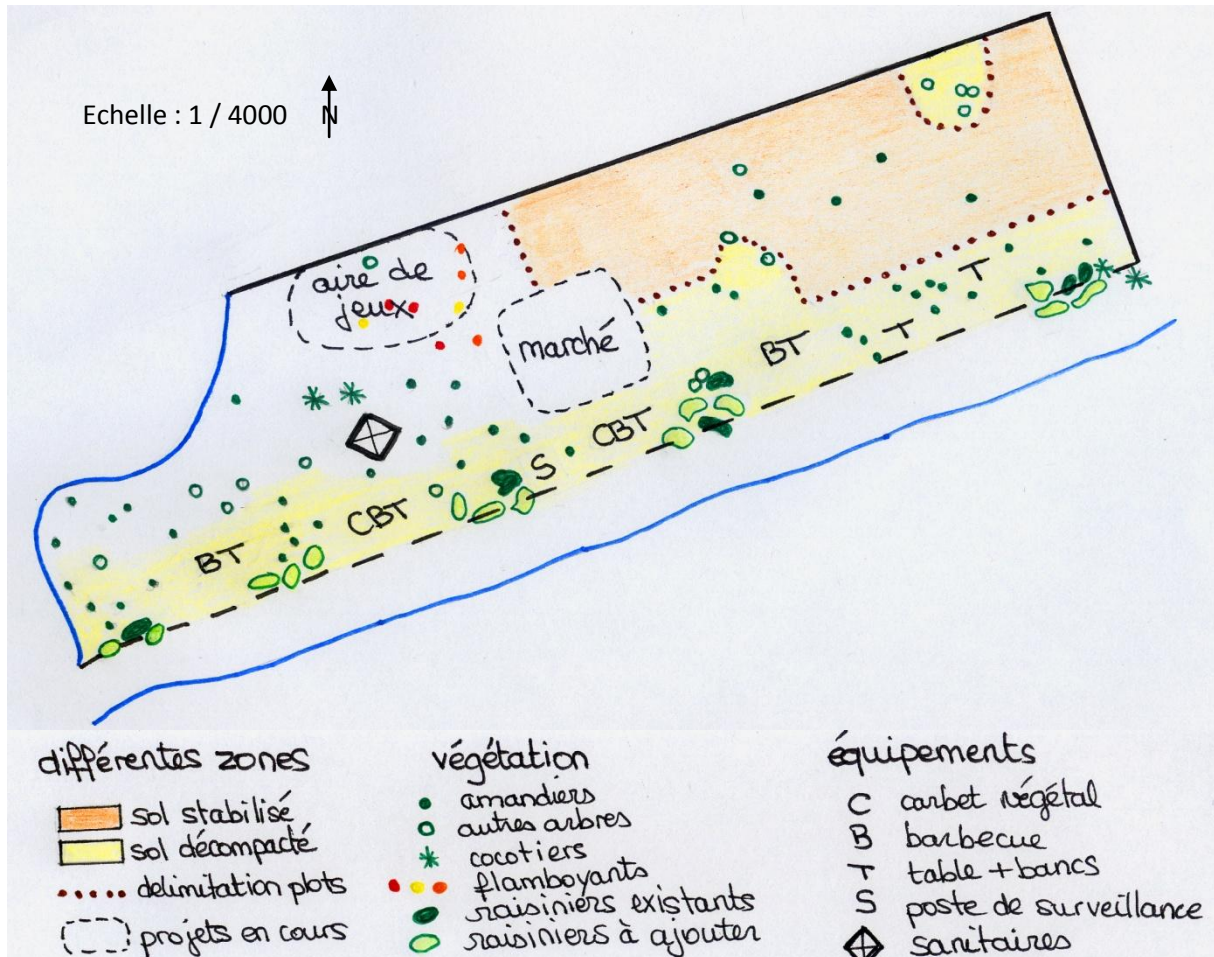 Echelle : 1 / 4000 N
aire de
jeux
marché
T
BT
T
CBT
S
CBT
BT
différentes zones
sol stabilisé
sol décompacté
délimitation plots
projets en cours
végétation
amandiers
autres arbres
cocotiers
flamboyants
raisiniers existants
raisiniers à ajouter
équipements
C carbet végétal
B barbecue
T table + bancs
S poste de surveillance
sanitaires